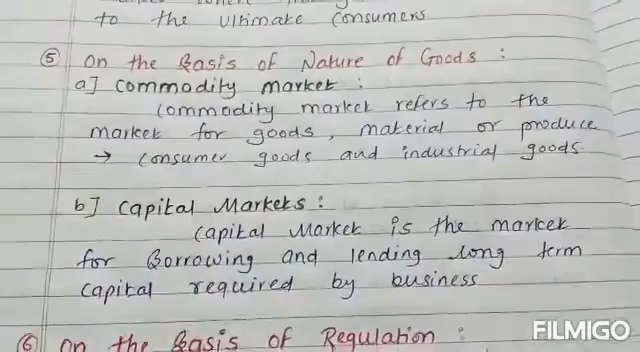 to the ultimate consumers
⑤ On the Basis of Nature of Goods :
a] Commodity market :
Commodity market refers to the
market for goods, material or produce
→ Consumer goods and industrial goods.
b] Capital Markets :
Capital Market is the market
for Borrowing and lending long term
capital required by business
⑥ On the Basis of Regulation :
FILMIGO